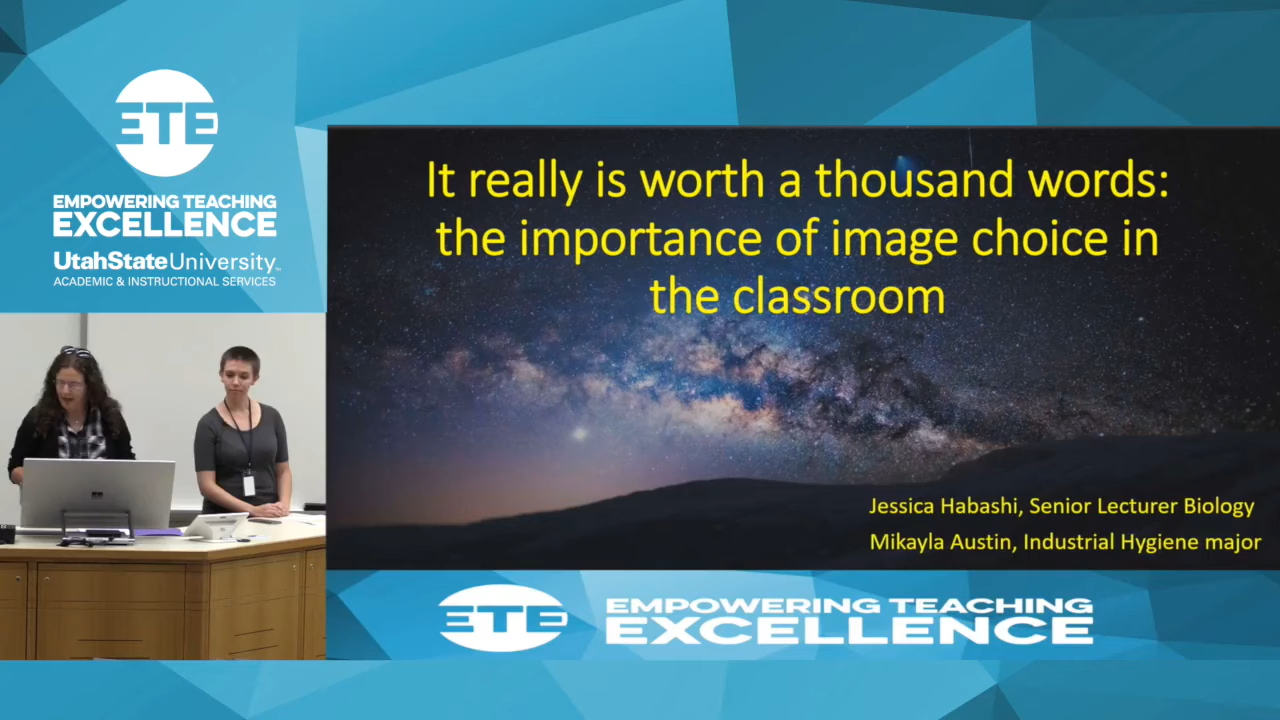 ETE
EMPOWERING TEACHING
EXCELLENCE
UtahStateUniversity
ACADEMIC & INSTRUCTIONAL SERVICES
It really is worth a thousand words:
the importance of image choice in
the classroom
Jessica Habashi, Senior Lecturer Biology
Mikayla Austin, Industrial Hygiene major
ETE
EMPOWERING TEACHING
EXCELLENCE